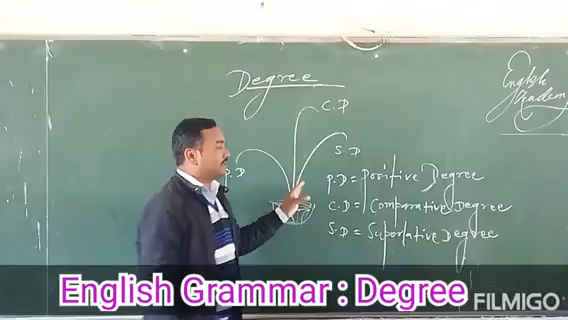 Degree
English
Academy
C.D
S.D
P.D
P.D = Positive Degree
C.D = Comparative Degree
S.D = Superlative Degree
English Grammar : Degree
FILMIGO